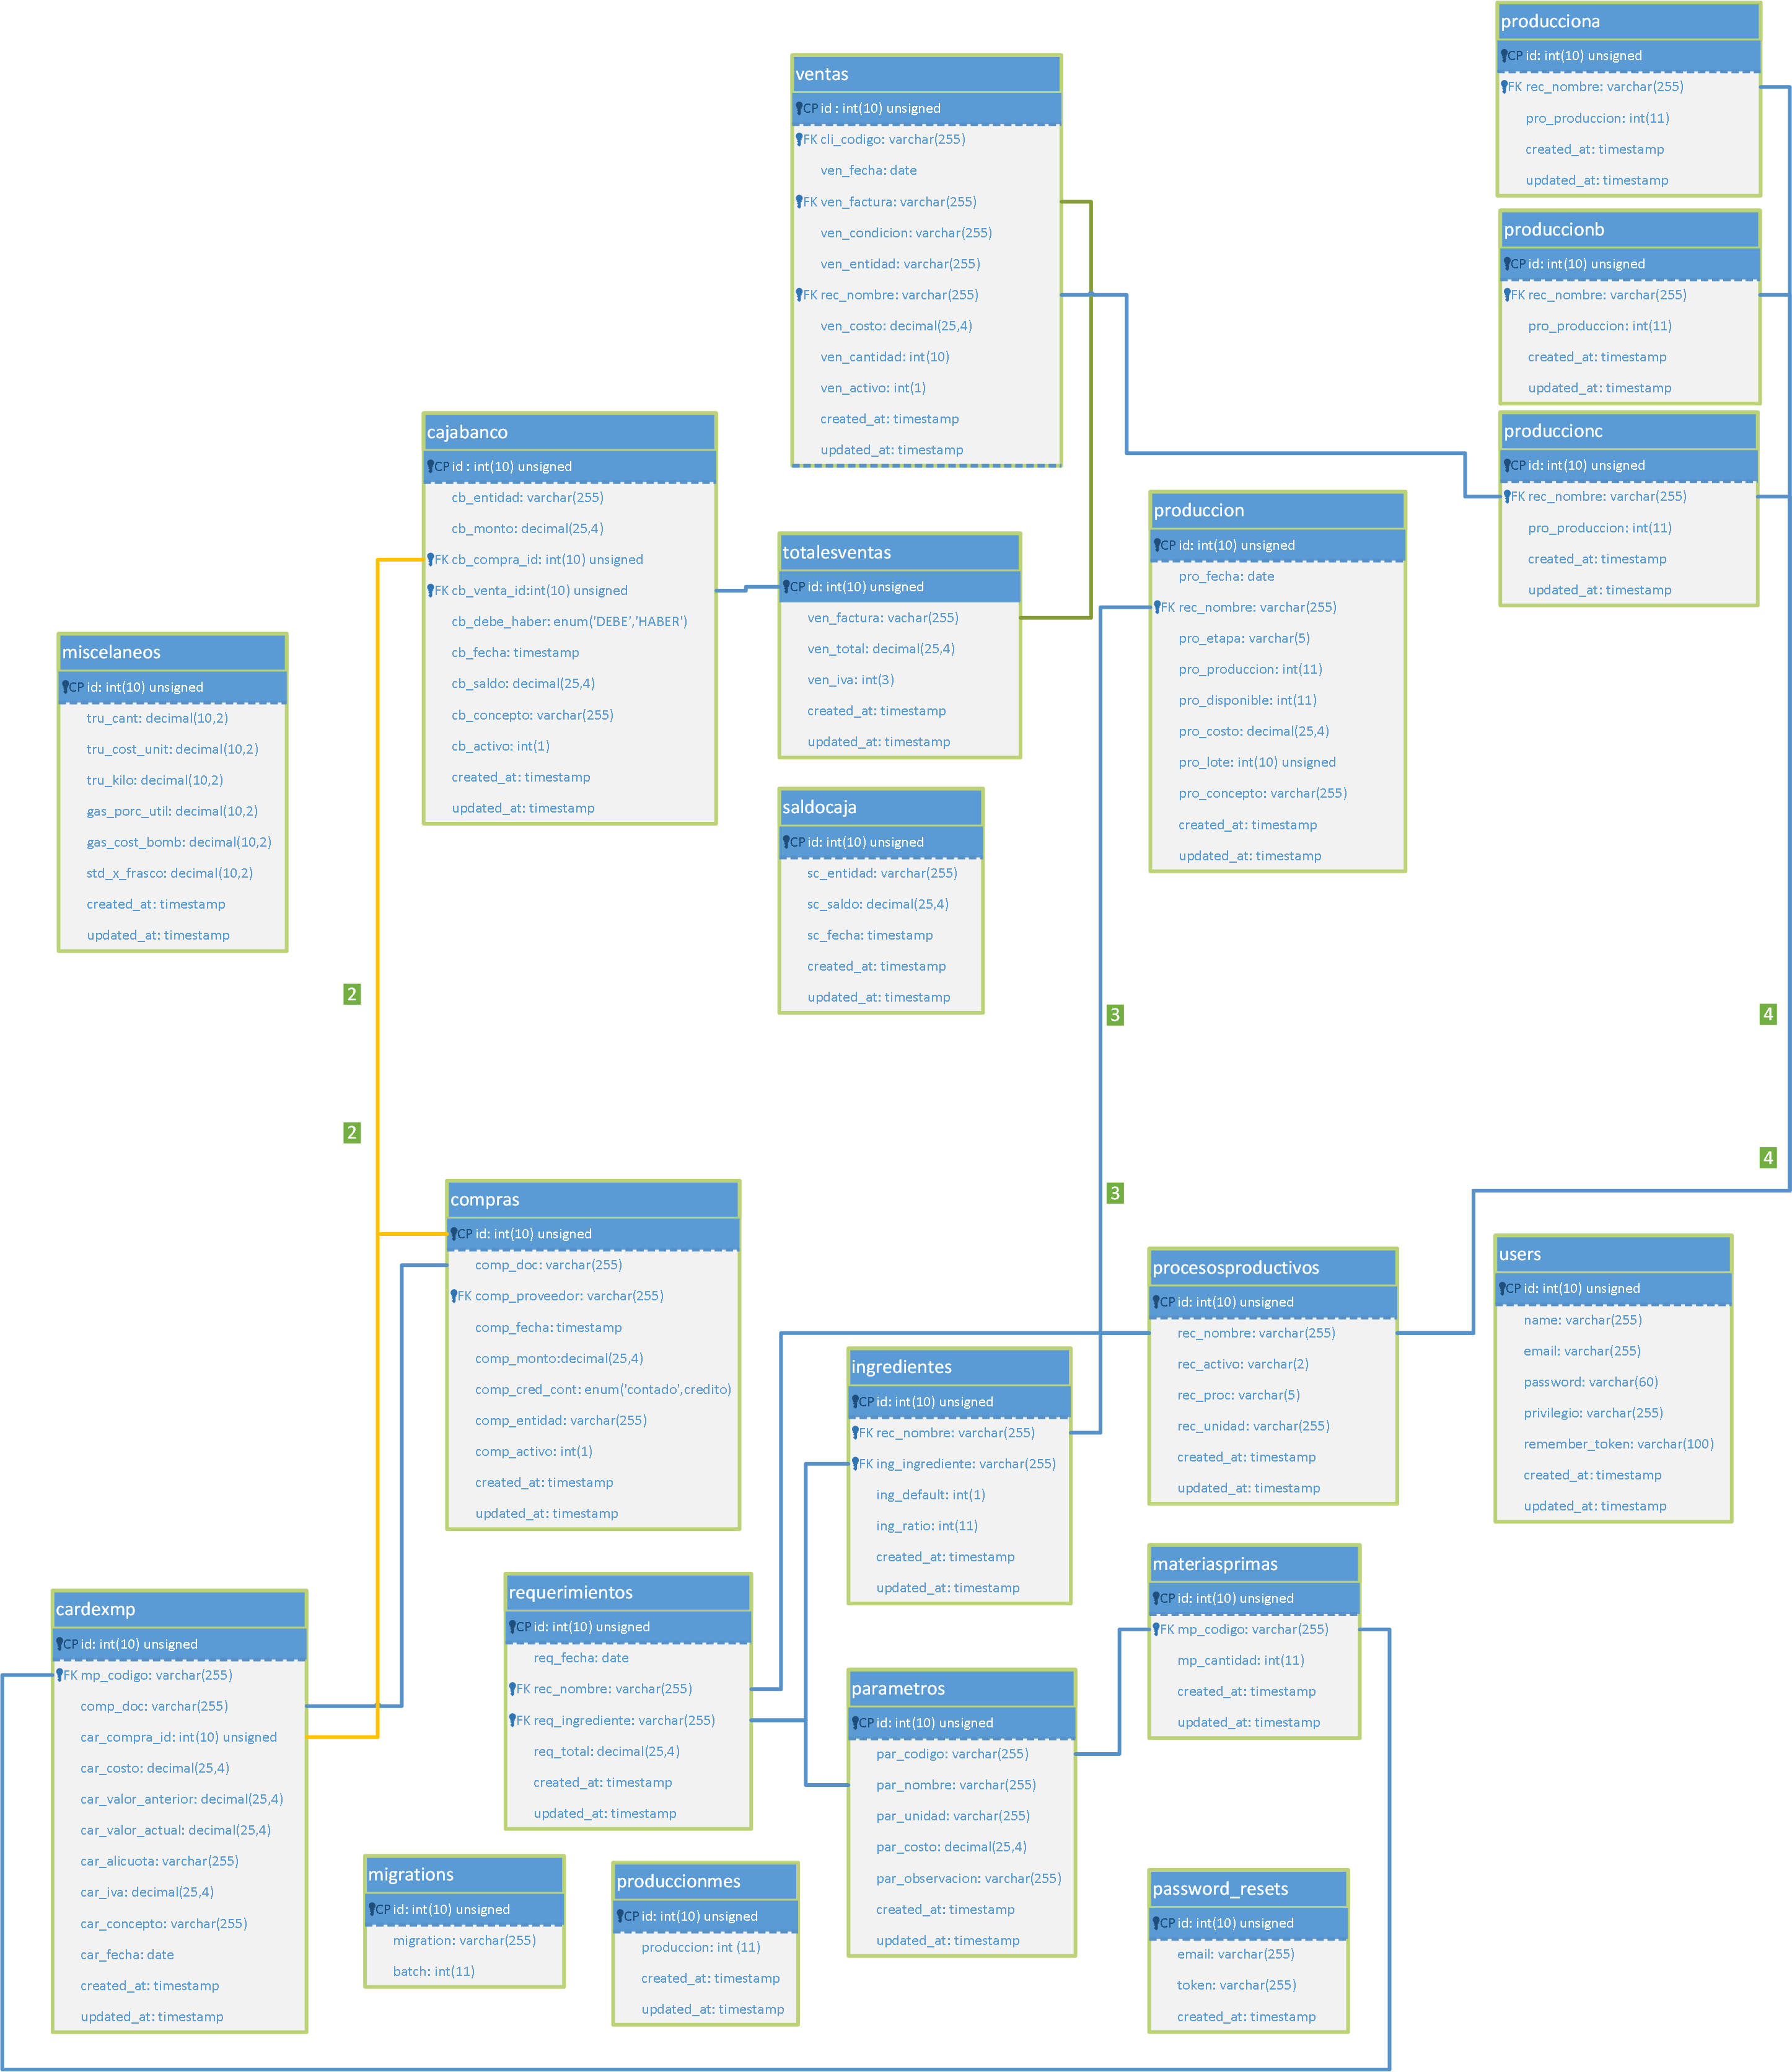 producciona
CP id: int(10) unsigned
FK rec_nombre: varchar(255)
pro_produccion: int(11)
created_at: timestamp
updated_at: timestamp
ventas
CP id : int(10) unsigned
FK cli_codigo: varchar(255)
ven_fecha: date
FK ven_factura: varchar(255)
ven_condicion: varchar(255)
ven_entidad: varchar(255)
FK rec_nombre: varchar(255)
ven_costo: decimal(25,4)
ven_cantidad: int(10)
ven_activo: int(1)
created_at: timestamp
updated_at: timestamp
produccionb
CP id: int(10) unsigned
FK rec_nombre: varchar(255)
pro_produccion: int(11)
created_at: timestamp
updated_at: timestamp
produccionc
CP id: int(10) unsigned
FK rec_nombre: varchar(255)
pro_produccion: int(11)
created_at: timestamp
updated_at: timestamp
cajabanco
CP id : int(10) unsigned
cb_entidad: varchar(255)
cb_monto: decimal(25,4)
FK cb_compra_id: int(10) unsigned
FK cb_venta_id:int(10) unsigned
cb_debe_haber: enum('DEBE','HABER')
cb_fecha: timestamp
cb_saldo: decimal(25,4)
cb_concepto: varchar(255)
cb_activo: int(1)
created_at: timestamp
updated_at: timestamp
totalesventas
CP id: int(10) unsigned
ven_factura: vachar(255)
ven_total: decimal(25,4)
ven_iva: int(3)
created_at: timestamp
updated_at: timestamp
produccion
CP id: int(10) unsigned
pro_fecha: date
FK rec_nombre: varchar(255)
pro_etapa: varchar(5)
pro_produccion: int(11)
pro_disponible: int(11)
pro_costo: decimal(25,4)
pro_lote: int(10) unsigned
pro_concepto: varchar(255)
created_at: timestamp
updated_at: timestamp
miscelaneos
CP id: int(10) unsigned
tru_cant: decimal(10,2)
tru_cost_unit: decimal(10,2)
tru_kilo: decimal(10,2)
gas_porc_util: decimal(10,2)
gas_cost_bomb: decimal(10,2)
std_x_frasco: decimal(10,2)
created_at: timestamp
updated_at: timestamp
saldocaja
CP id: int(10) unsigned
sc_entidad: varchar(255)
sc_saldo: decimal(25,4)
sc_fecha: timestamp
created_at: timestamp
updated_at: timestamp
2
3
4
2
3
4
compras
CP id: int(10) unsigned
comp_doc: varchar(255)
FK comp_proveedor: varchar(255)
comp_fecha: timestamp
comp_monto:decimal(25,4)
comp_cred_cont: enum('contado',credito)
comp_entidad: varchar(255)
comp_activo: int(1)
created_at: timestamp
updated_at: timestamp
procesosproductivos
CP id: int(10) unsigned
rec_nombre: varchar(255)
rec_activo: varchar(2)
rec_proc: varchar(5)
rec_unidad: varchar(255)
created_at: timestamp
updated_at: timestamp
users
CP id: int(10) unsigned
name: varchar(255)
email: varchar(255)
password: varchar(60)
privilegio: varchar(255)
remember_token: varchar(100)
created_at: timestamp
updated_at: timestamp
ingredientes
CP id: int(10) unsigned
FK rec_nombre: varchar(255)
FK ing_ingrediente: varchar(255)
ing_default: int(1)
ing_ratio: int(11)
created_at: timestamp
updated_at: timestamp
materiasprimas
CP id: int(10) unsigned
FK mp_codigo: varchar(255)
mp_cantidad: int(11)
created_at: timestamp
updated_at: timestamp
requerimientos
CP id: int(10) unsigned
req_fecha: date
FK rec_nombre: varchar(255)
FK req_ingrediente: varchar(255)
req_total: decimal(25,4)
created_at: timestamp
updated_at: timestamp
cardexmp
CP id: int(10) unsigned
FK mp_codigo: varchar(255)
comp_doc: varchar(255)
car_compra_id: int(10) unsigned
car_costo: decimal(25,4)
car_valor_anterior: decimal(25,4)
car_valor_actual: decimal(25,4)
car_alicuota: varchar(255)
car_iva: decimal(25,4)
car_concepto: varchar(255)
car_fecha: date
created_at: timestamp
updated_at: timestamp
parametros
CP id: int(10) unsigned
par_codigo: varchar(255)
par_nombre: varchar(255)
par_unidad: varchar(255)
par_costo: decimal(25,4)
par_observacion: varchar(255)
created_at: timestamp
updated_at: timestamp
migrations
CP id: int(10) unsigned
migration: varchar(255)
batch: int(11)
produccionmes
CP id: int(10) unsigned
produccion: int (11)
created_at: timestamp
updated_at: timestamp
password_resets
CP id: int(10) unsigned
email: varchar(255)
token: varchar(255)
created_at: timestamp